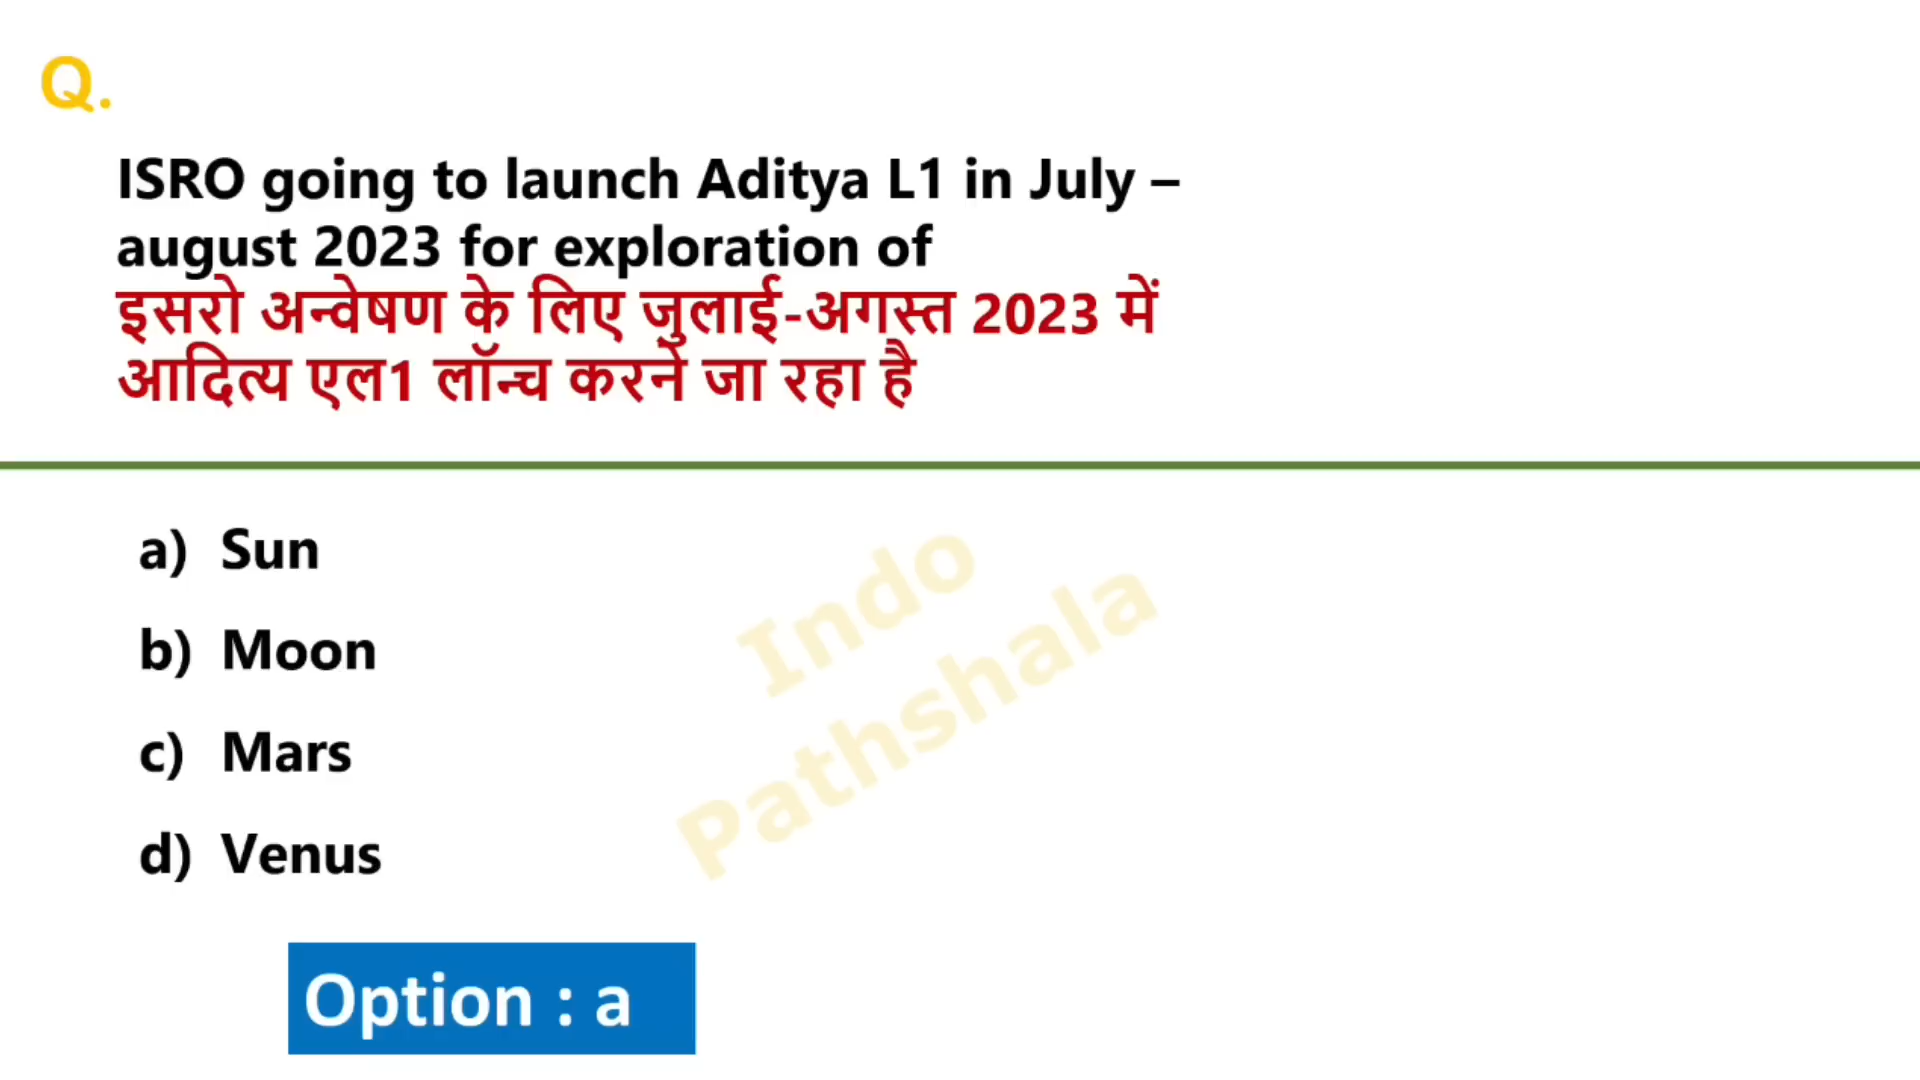 Q.
ISRO going to launch Aditya L1 in July –
august 2023 for exploration of
इसरो अन्वेषण के लिए जुलाई-अगस्त 2023 में
आदित्य एल1 लॉन्च करने जा रहा है
a) Sun
b) Moon
c) Mars
d) Venus
Indo
Pathshala
Option : a